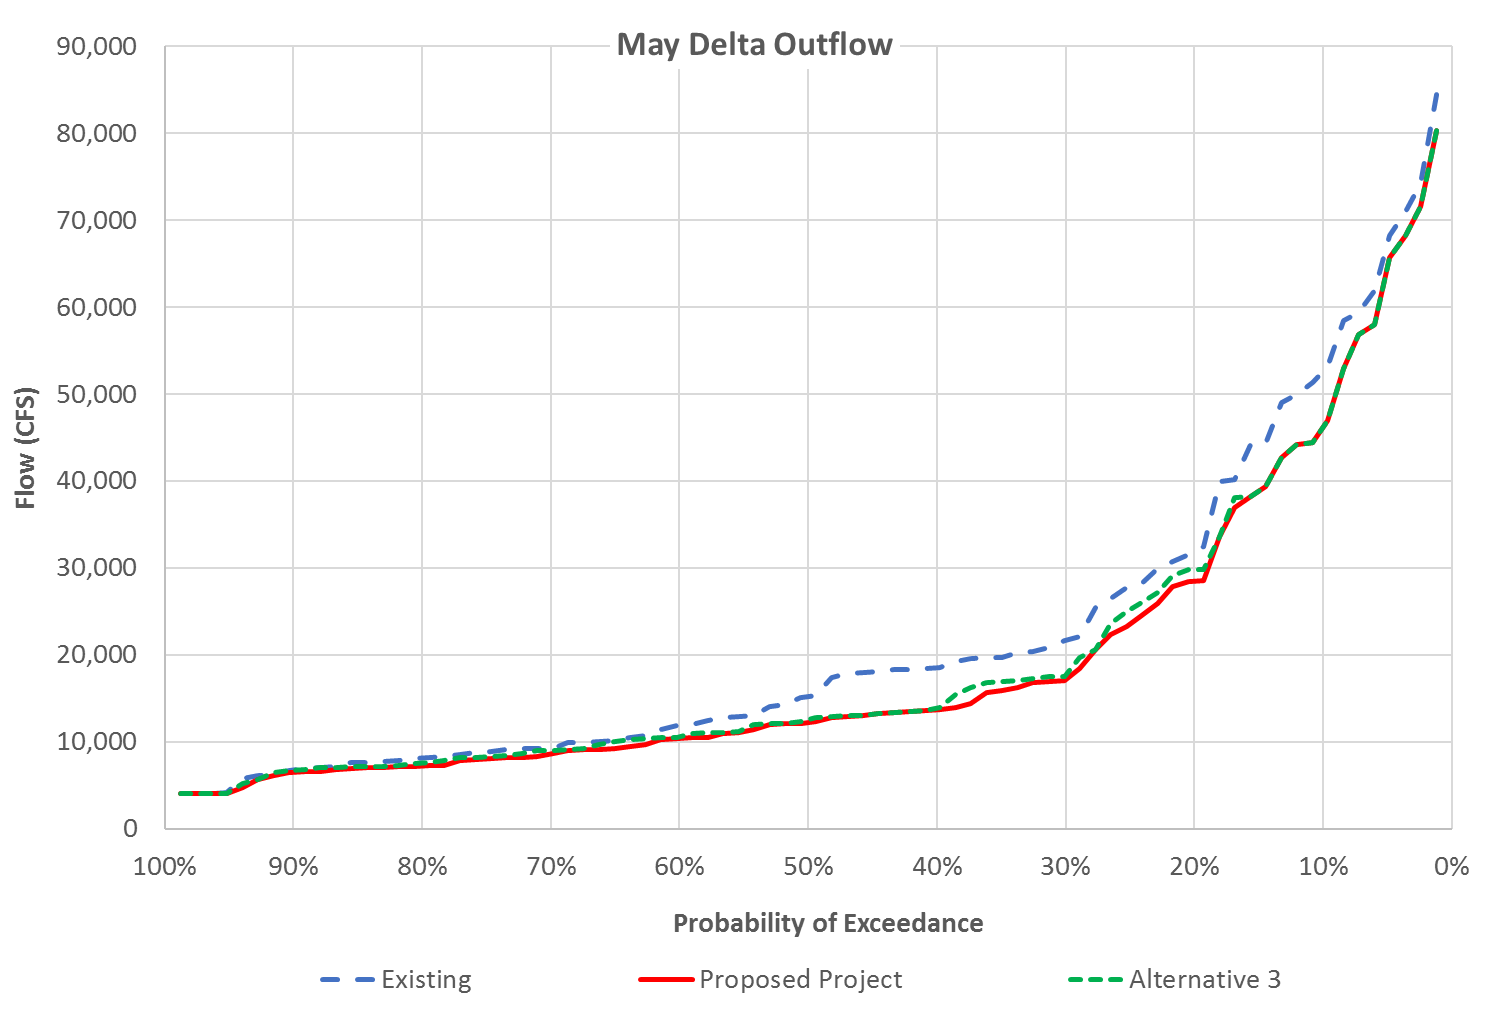 May Delta Outflow
90,000
80,000
70,000
60,000
50,000
40,000
30,000
20,000
10,000
0
Flow (CFS)
100% 90% 80% 70% 60% 50% 40% 30% 20% 10% 0%
Probability of Exceedance
Existing Proposed Project Alternative 3